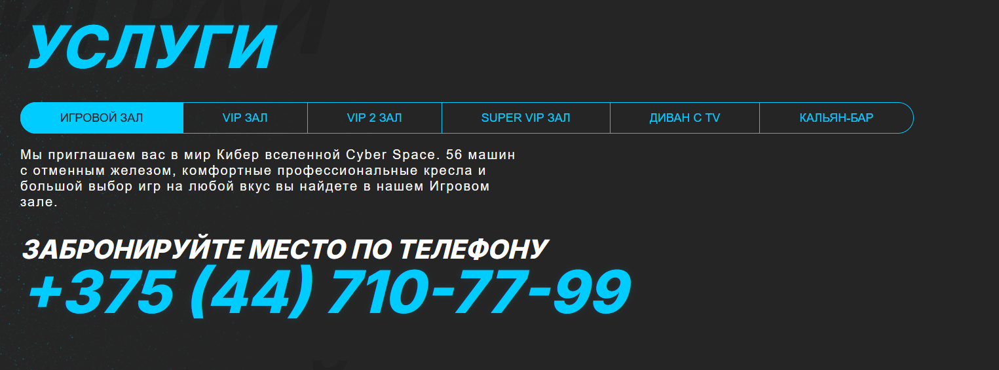 УСЛУГИ
ИГРОВОЙ ЗАЛ
VIP ЗАЛ
VIP 2 ЗАЛ
SUPER VIP ЗАЛ
ДИВАН С TV
КАЛЬЯН-БАР
Мы приглашаем вас в мир Кибер вселенной Cyber Space. 56 машин
с отменным железом, комфортные профессиональные кресла и
большой выбор игр на любой вкус вы найдете в нашем Игровом
зале.
ЗАБРОНИРУЙТЕ МЕСТО ПО ТЕЛЕФОНУ
+375 (44) 710-77-99